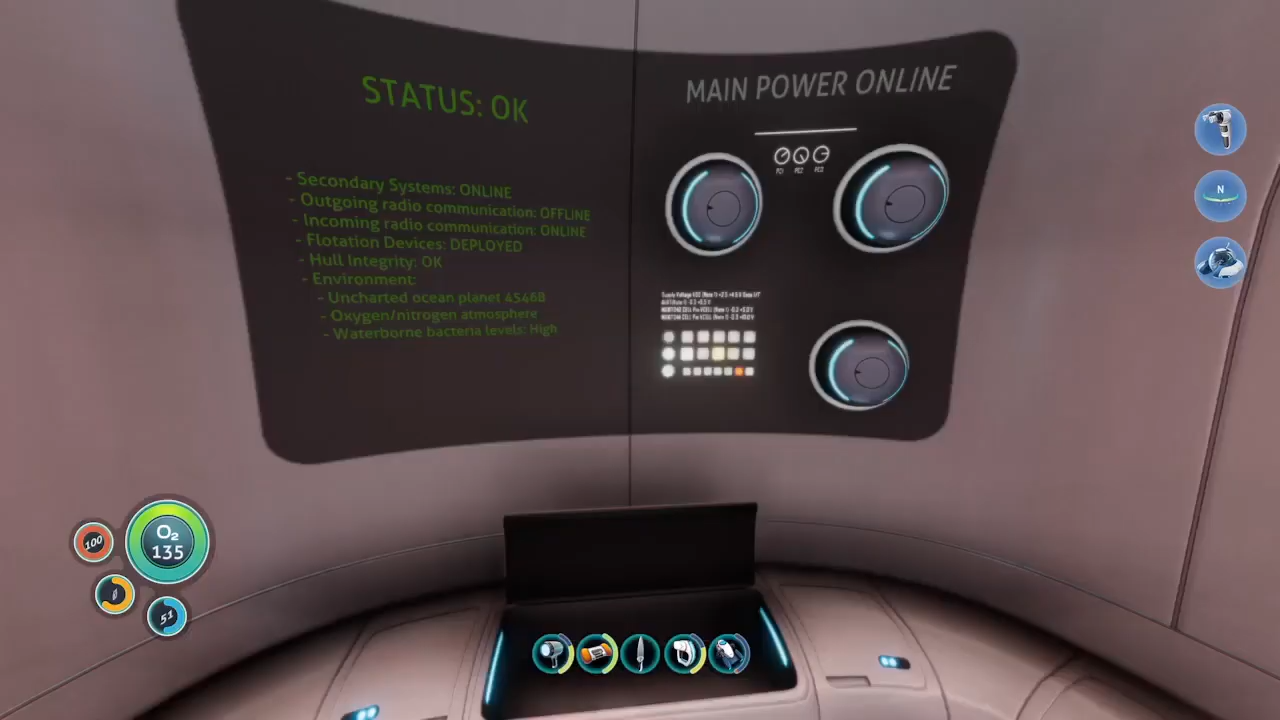 STATUS: OK
- Secondary Systems: ONLINE
- Outgoing radio communication: OFFLINE
- Incoming radio communication: ONLINE
- Flotation Devices: DEPLOYED
- Hull Integrity: OK
- Environment:
- Uncharted ocean planet 4546B
- Oxygen/nitrogen atmosphere
- Waterborne bacteria levels: High
MAIN POWER ONLINE
N
O₂
135
100
51